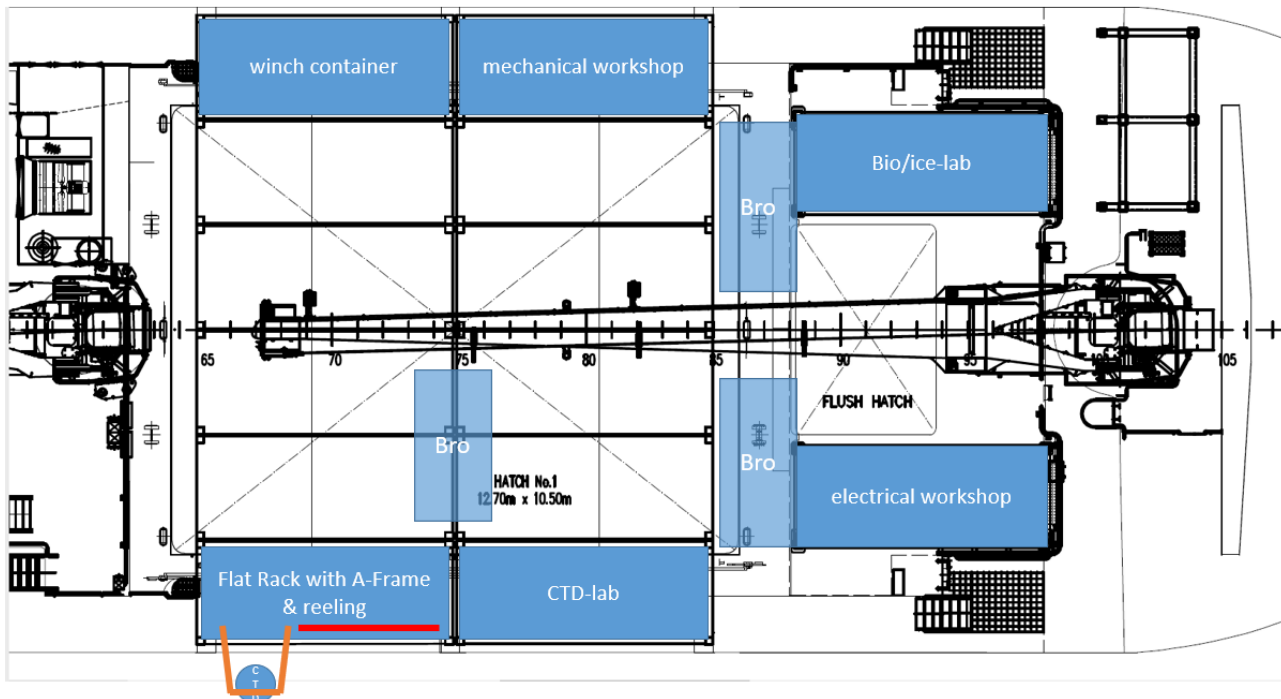 winch container
mechanical workshop
Bio/ice-lab
Bro
65
70
75
80
85
90
95
105
Bro
Bro
FLUSH HATCH
HATCH No.1
12.70m x 10.50m
electrical workshop
Flat Rack with A-Frame
& reeling
CTD-lab
C
T